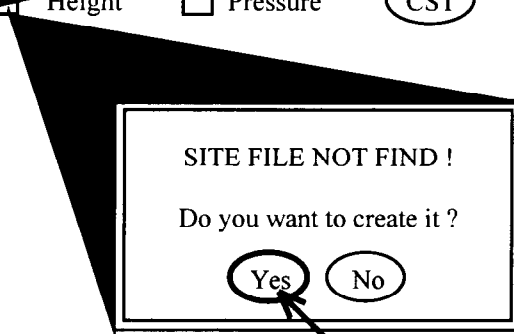 Height Pressure CST
SITE FILE NOT FIND !
Do you want to create it ?
Yes No